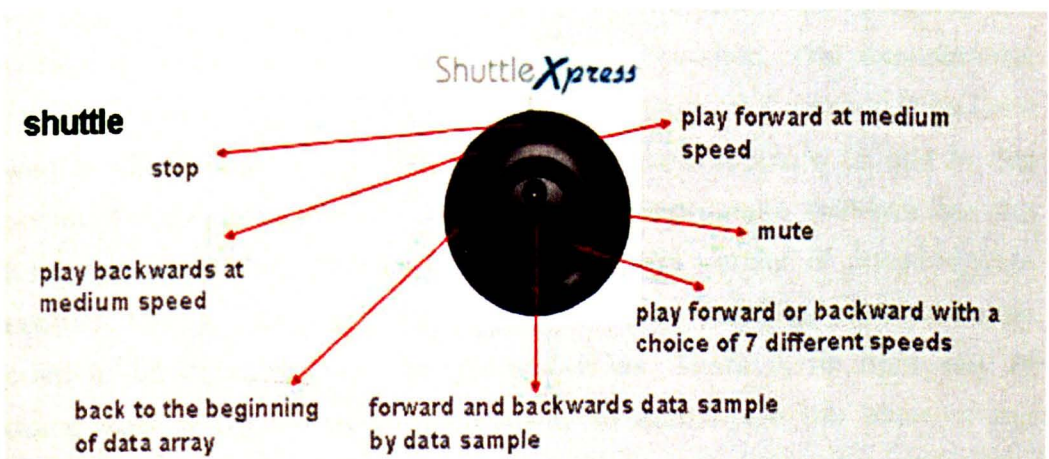 ShuttleXpress
shuttle
stop
play forward at medium
speed
mute
play backwards at
medium speed
play forward or backward with a
choice of 7 different speeds
back to the beginning
of data array
forward and backwards data sample
by data sample